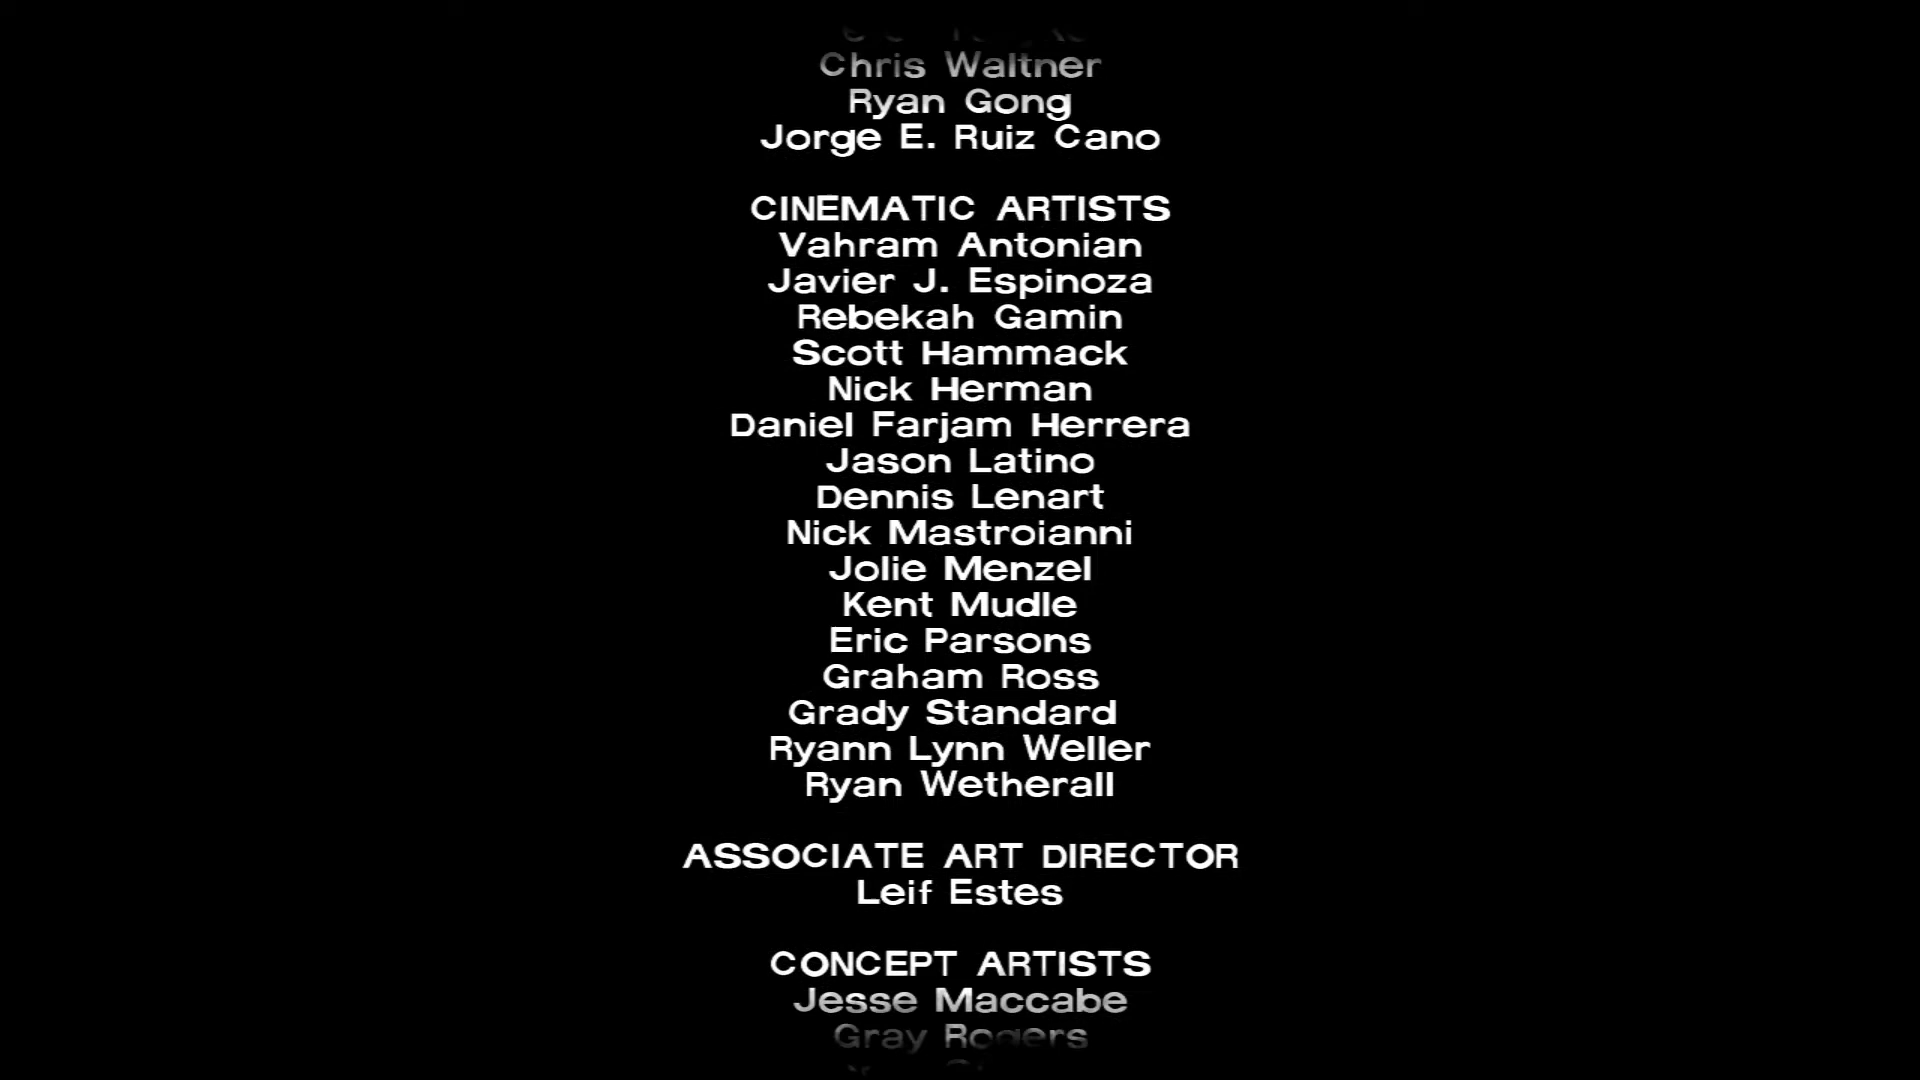 Chris Waltner
Ryan Gong
Jorge E. Ruiz Cano
CINEMATIC ARTISTS
Vahram Antonian
Javier J. Espinoza
Rebekah Gamin
Scott Hammack
Nick Herman
Daniel Farjam Herrera
Jason Latino
Dennis Lenart
Nick Mastroianni
Jolie Menzel
Kent Mudle
Eric Parsons
Graham Ross
Grady Standard
Ryann Lynn Weller
Ryan Wetherall
ASSOCIATE ART DIRECTOR
Leif Estes
CONCEPT ARTISTS
Jesse Maccabe
Gray Rogers